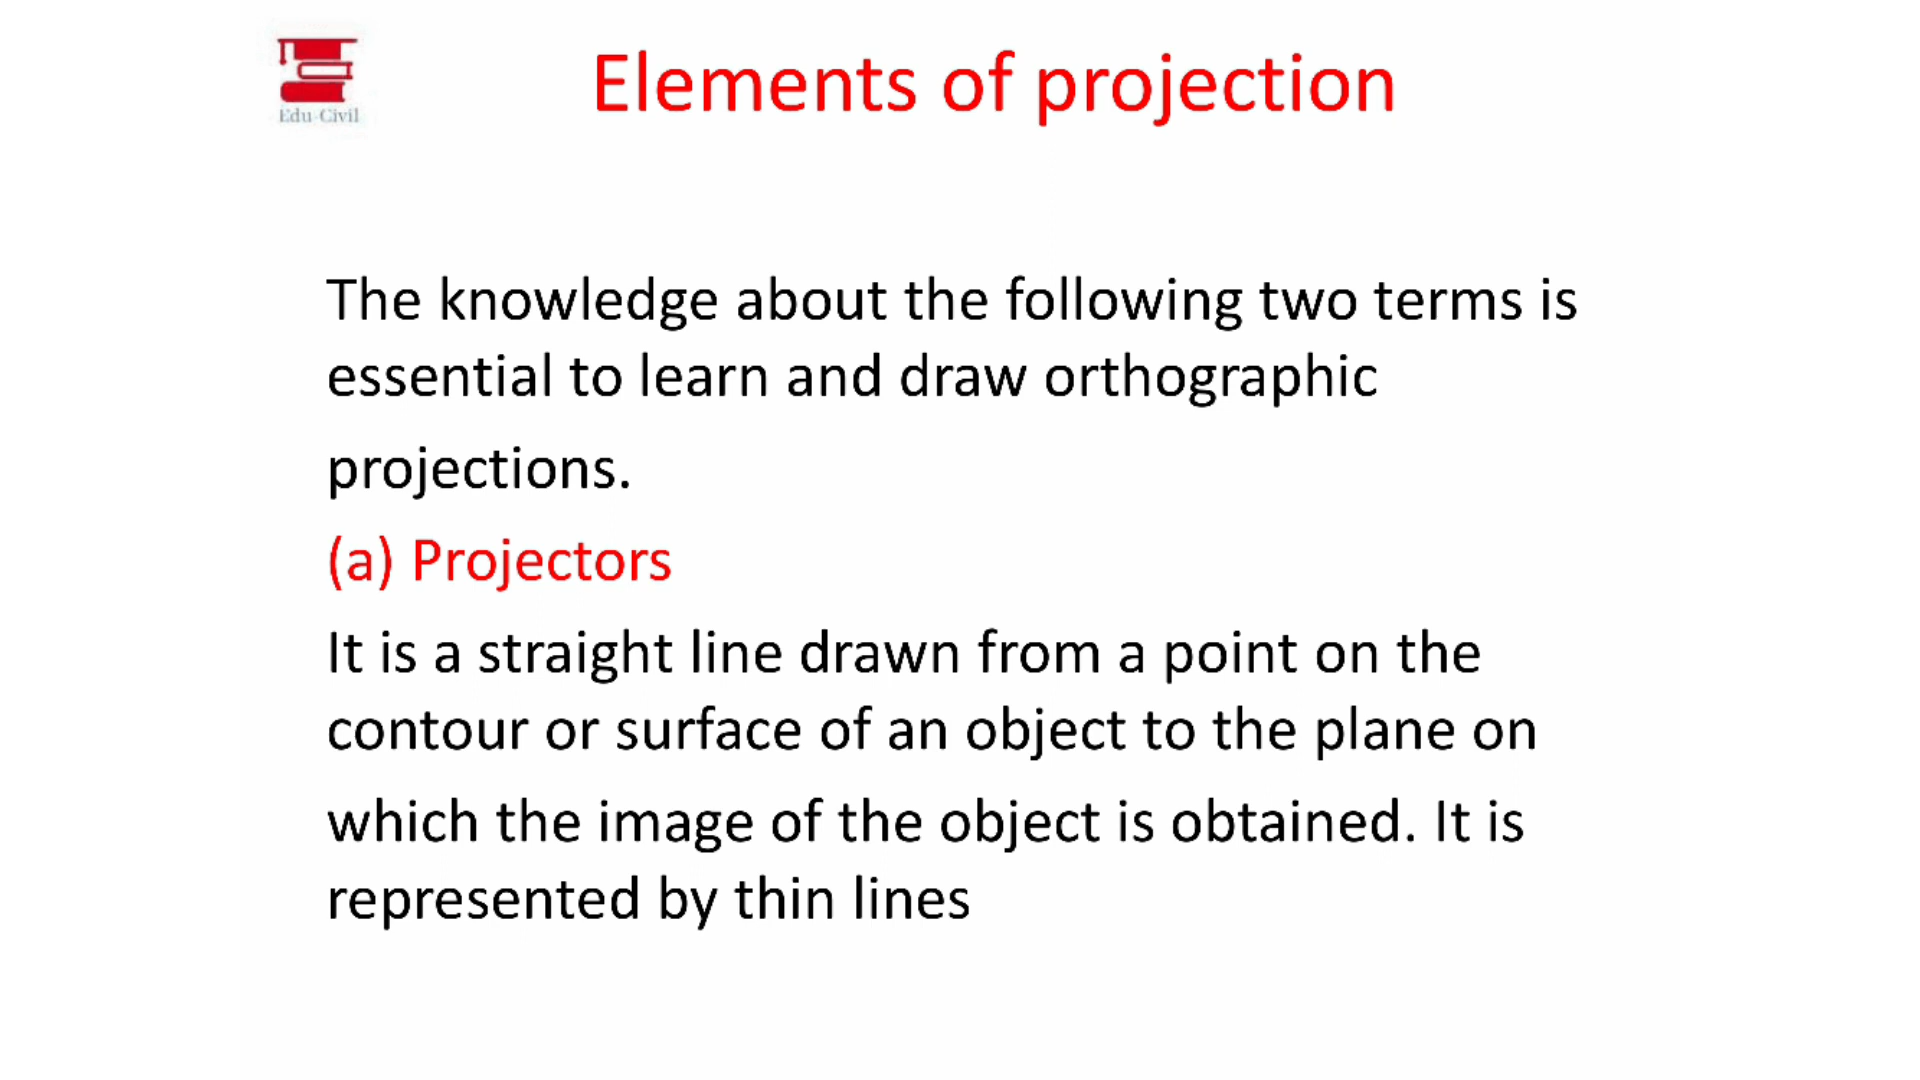 Edu-Civil
Elements of projection
The knowledge about the following two terms is
essential to learn and draw orthographic
projections.
(a) Projectors
It is a straight line drawn from a point on the
contour or surface of an object to the plane on
which the image of the object is obtained. It is
represented by thin lines